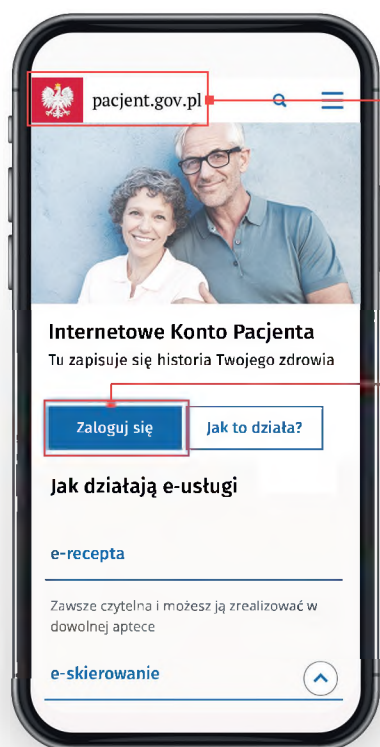 pacjent.gov.pl
Internetowe Konto Pacjenta
Tu zapisuje się historia Twojego zdrowia
Zaloguj się
Jak to działa?
Jak działają e-usługi
e-recepta
Zawsze czytelna i możesz ją zrealizować w
dowolnej aptece
e-skierowanie